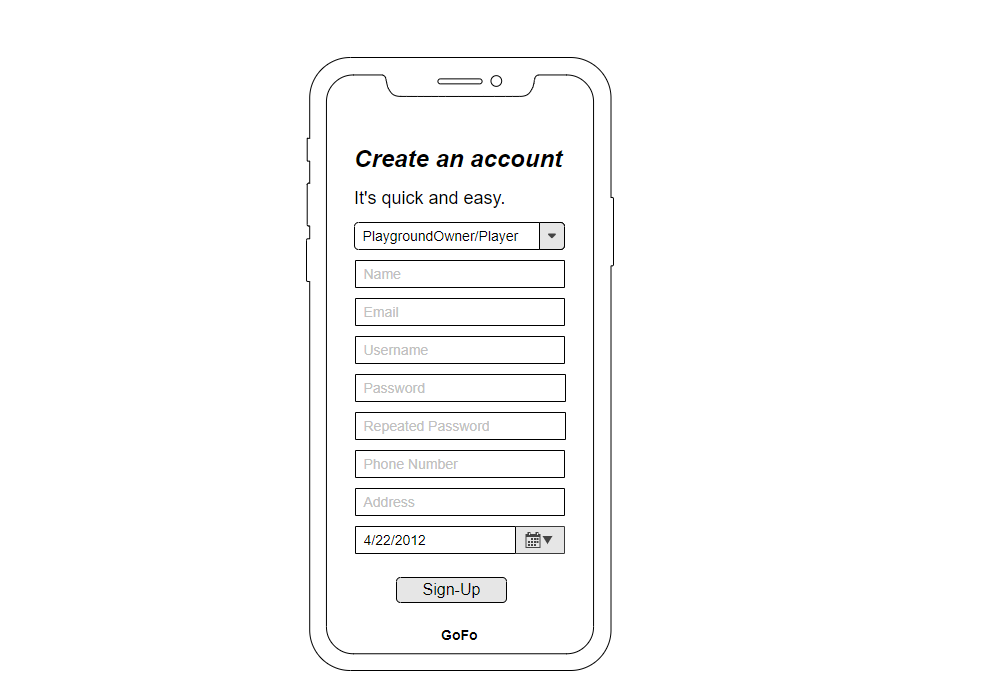 Create an account
It's quick and easy.
PlaygroundOwner/Player
Name
Email
Username
Password
Repeated Password
Phone Number
Address
4/22/2012
Sign-Up
GoFo